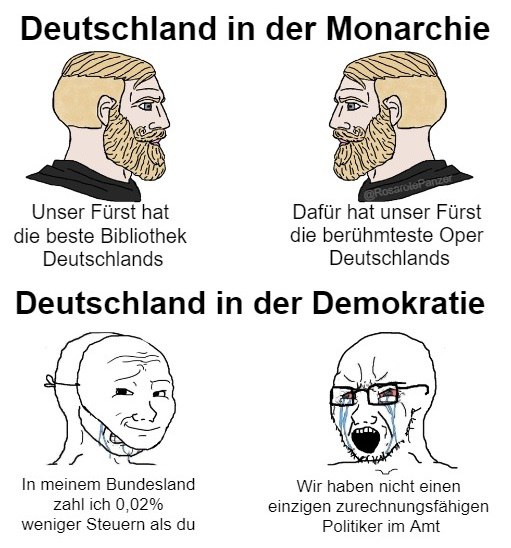 Deutschland in der Monarchie
@RosarotePanzer
Unser Fürst hat
die beste Bibliothek
Deutschlands
Dafür hat unser Fürst
die berühmteste Oper
Deutschlands
Deutschland in der Demokratie
In meinem Bundesland
zahl ich 0,02%
weniger Steuern als du
Wir haben nicht einen
einzigen zurechnungsfähigen
Politiker im Amt